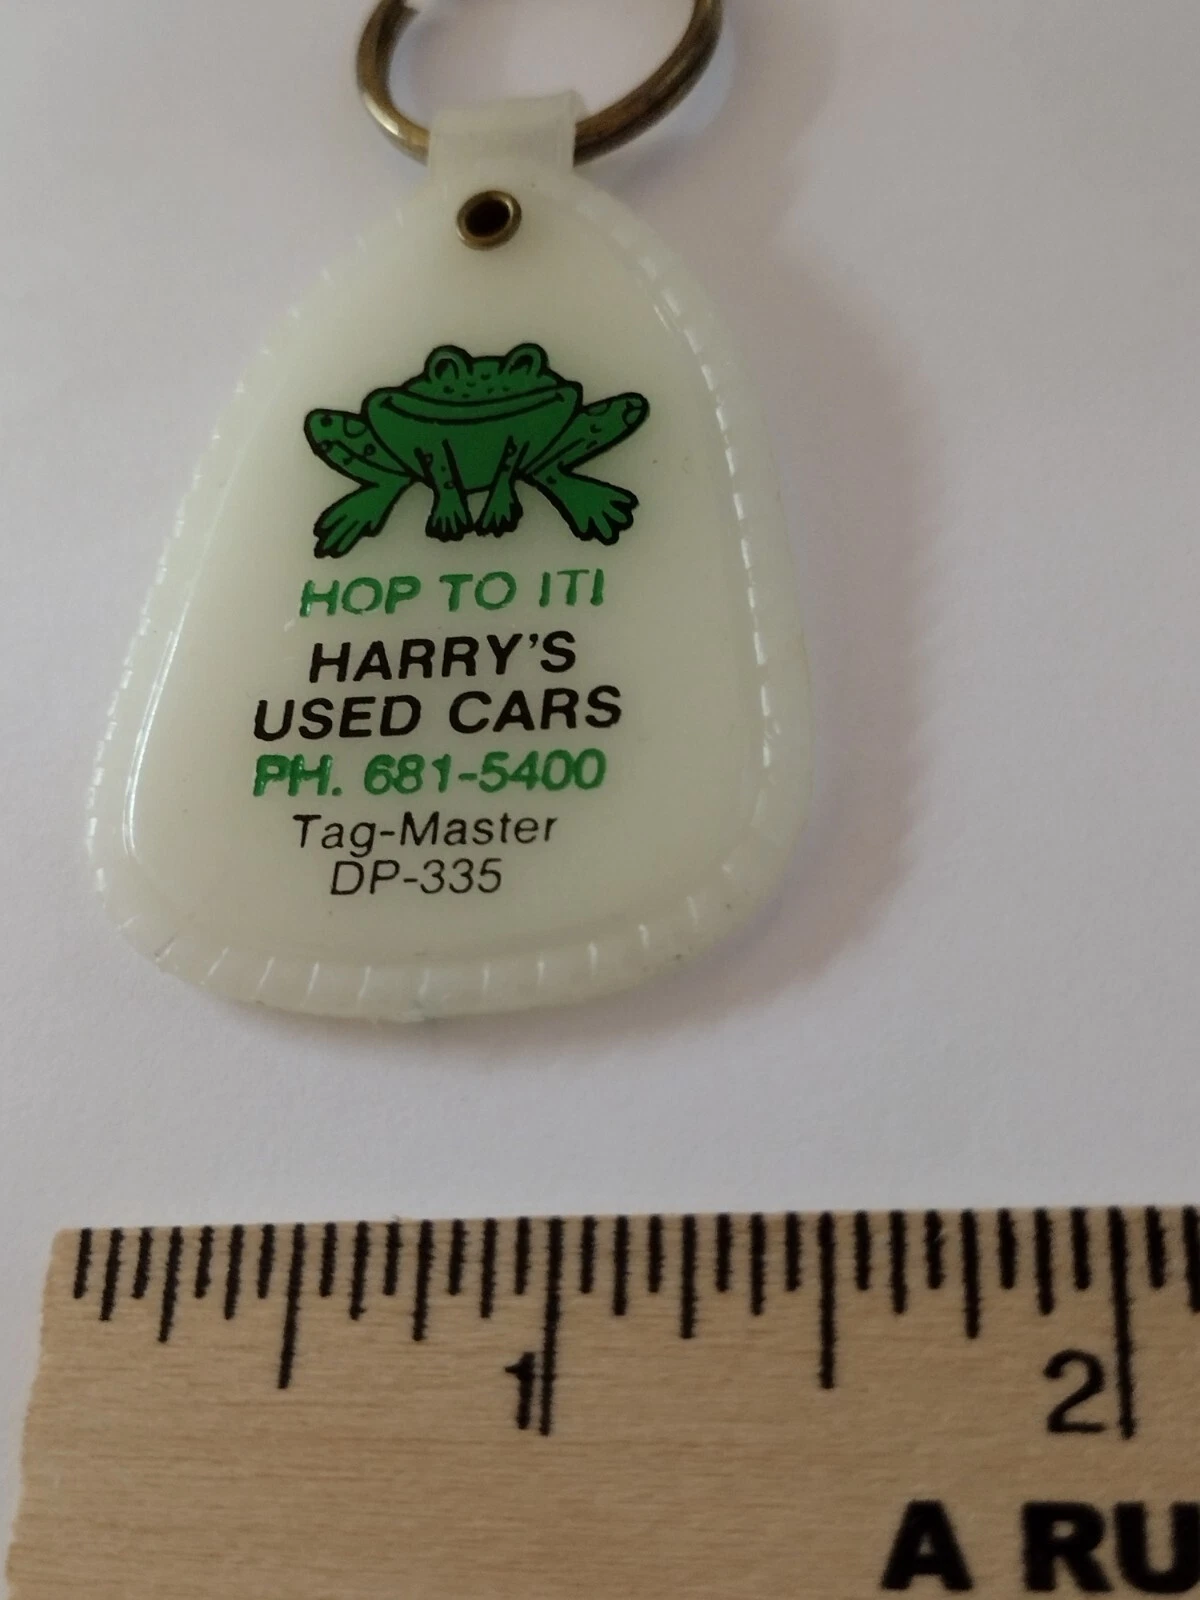 HOP TO IT!
HARRY'S
USED CARS
PH. 681-5400
Tag-Master
DP-335
1 2
A RU